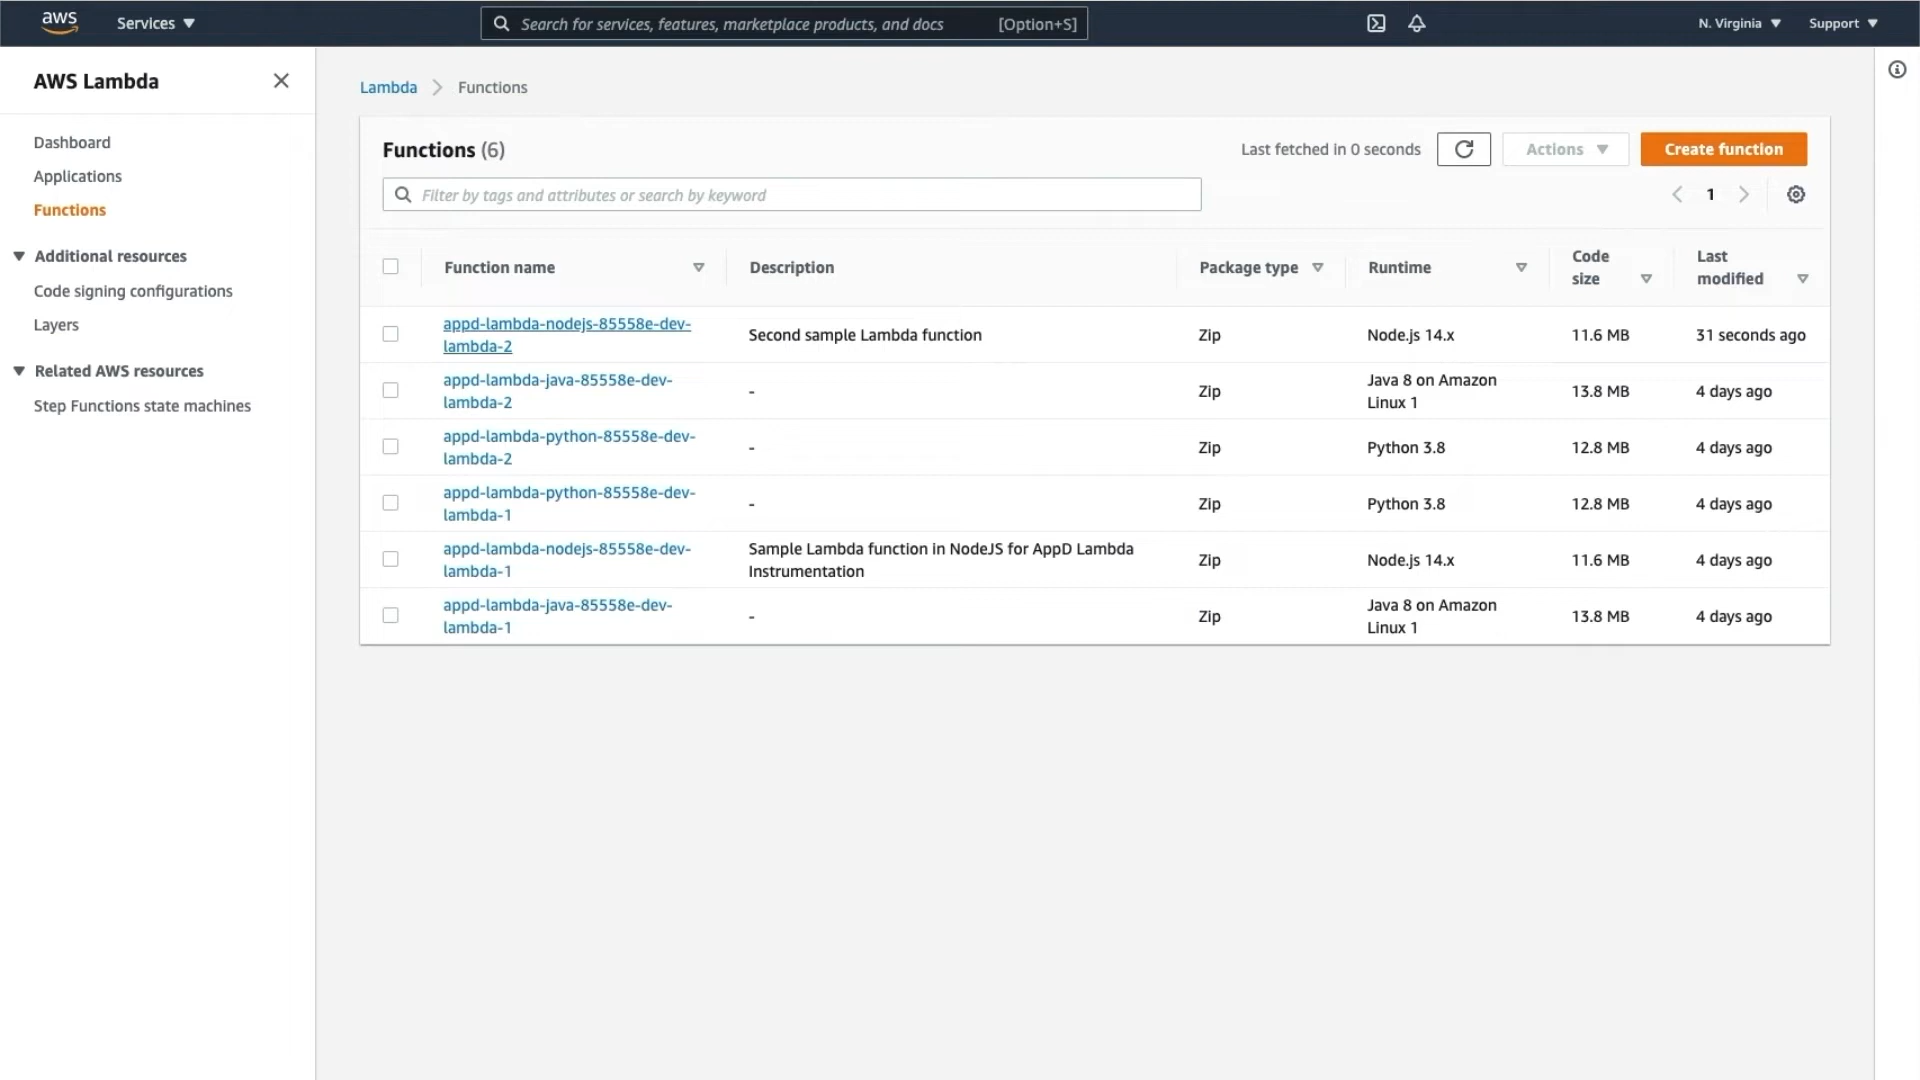 aws Services Search for services, features, marketplace products, and docs [Option+S] N. Virginia Support
AWS Lambda
Dashboard
Applications
Functions
Additional resources
Code signing configurations
Layers
Related AWS resources
Step Functions state machines
Lambda Functions
Functions (6) Last fetched in 0 seconds Actions Create function
Filter by tags and attributes or search by keyword 1
Function name Description Package type Runtime Code size Last modified
appd-lambda-nodejs-85558e-dev-
lambda-2
Second sample Lambda function Zip Node.js 14.x 11.6 MB 31 seconds ago
appd-lambda-java-85558e-dev-
lambda-2
- Zip Java 8 on Amazon
Linux 1
13.8 MB 4 days ago
appd-lambda-python-85558e-dev-
lambda-2
- Zip Python 3.8 12.8 MB 4 days ago
appd-lambda-python-85558e-dev-
lambda-1
- Zip Python 3.8 12.8 MB 4 days ago
appd-lambda-nodejs-85558e-dev-
lambda-1
Sample Lambda function in NodeJS for AppD Lambda
Instrumentation
Zip Node.js 14.x 11.6 MB 4 days ago
appd-lambda-java-85558e-dev-
lambda-1
- Zip Java 8 on Amazon
Linux 1
13.8 MB 4 days ago